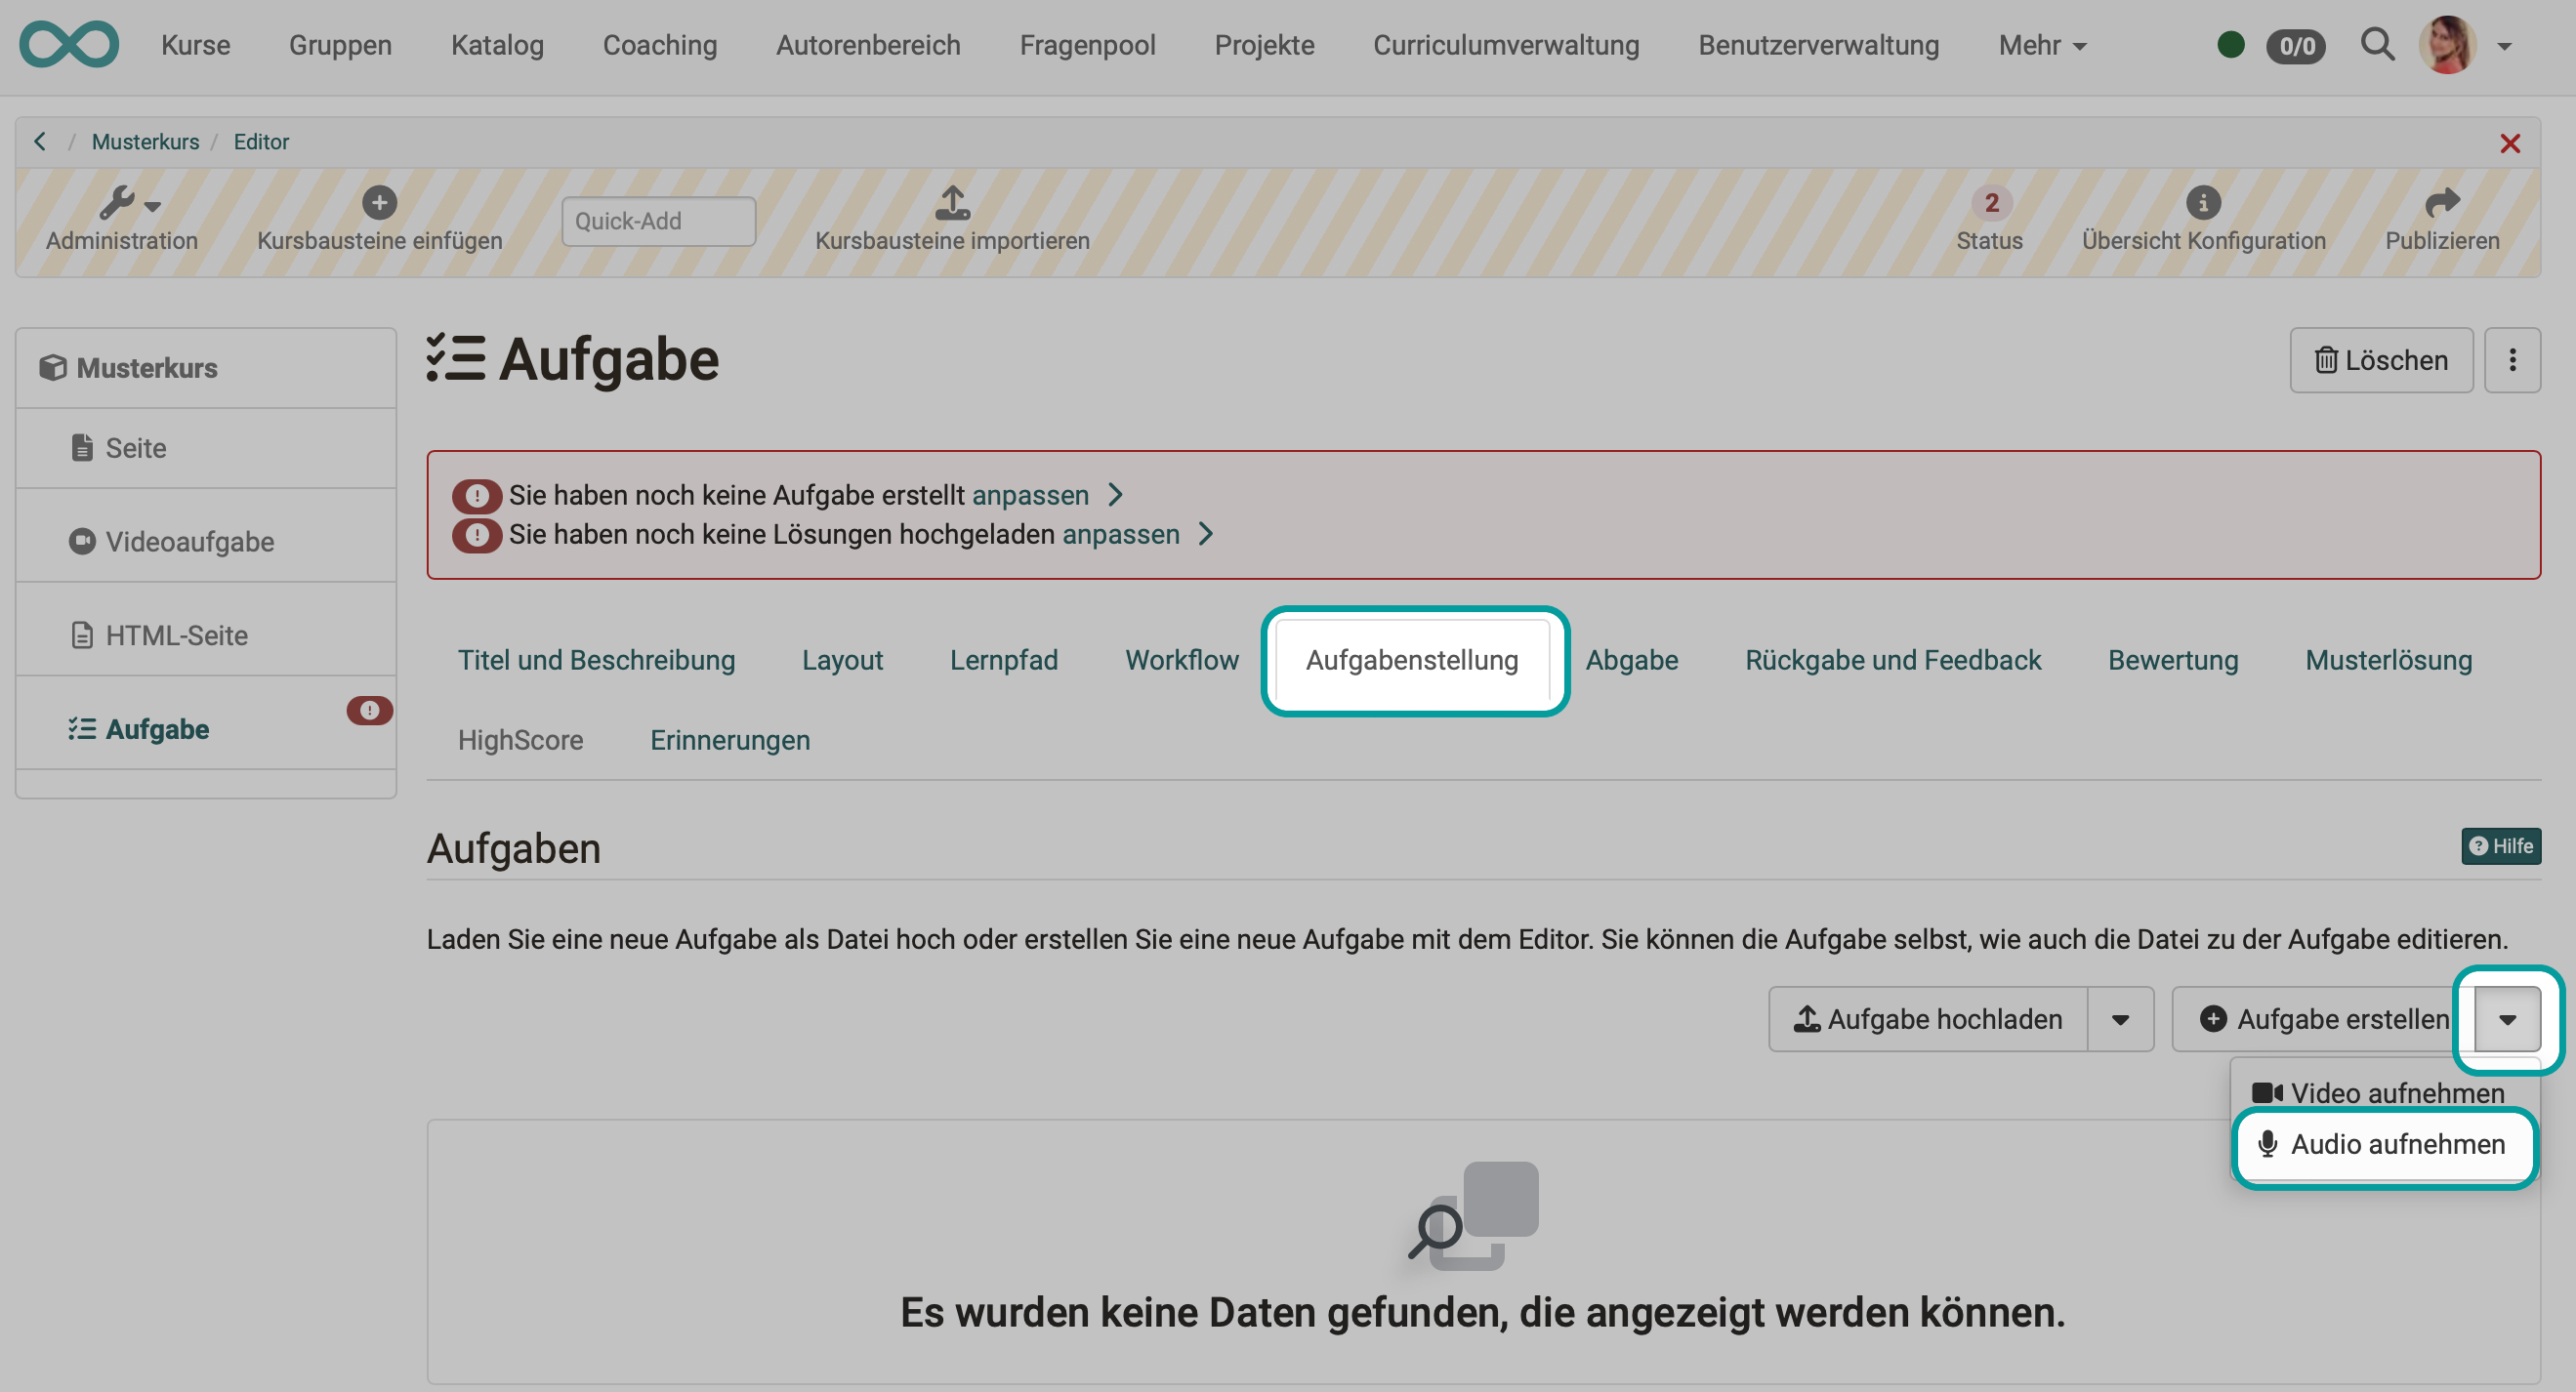 Kurse Gruppen Katalog Coaching Autorenbereich Fragenpool Projekte Curriculumverwaltung Benutzerverwaltung Mehr 0/0
/ Musterkurs / Editor
Administration Kursbausteine einfügen Quick-Add Kursbausteine importieren 2 Status Übersicht Konfiguration Publizieren
Musterkurs
Seite
Videoaufgabe
HTML-Seite
Aufgabe
Aufgabe
Löschen
Sie haben noch keine Aufgabe erstellt anpassen
Sie haben noch keine Lösungen hochgeladen anpassen
Titel und Beschreibung Layout Lernpfad Workflow Aufgabenstellung Abgabe Rückgabe und Feedback Bewertung Musterlösung
HighScore Erinnerungen
Aufgaben
Hilfe
Laden Sie eine neue Aufgabe als Datei hoch oder erstellen Sie eine neue Aufgabe mit dem Editor. Sie können die Aufgabe selbst, wie auch die Datei zu der Aufgabe editieren.
Aufgabe hochladen Aufgabe erstellen
Video aufnehmen
Audio aufnehmen
Es wurden keine Daten gefunden, die angezeigt werden können.